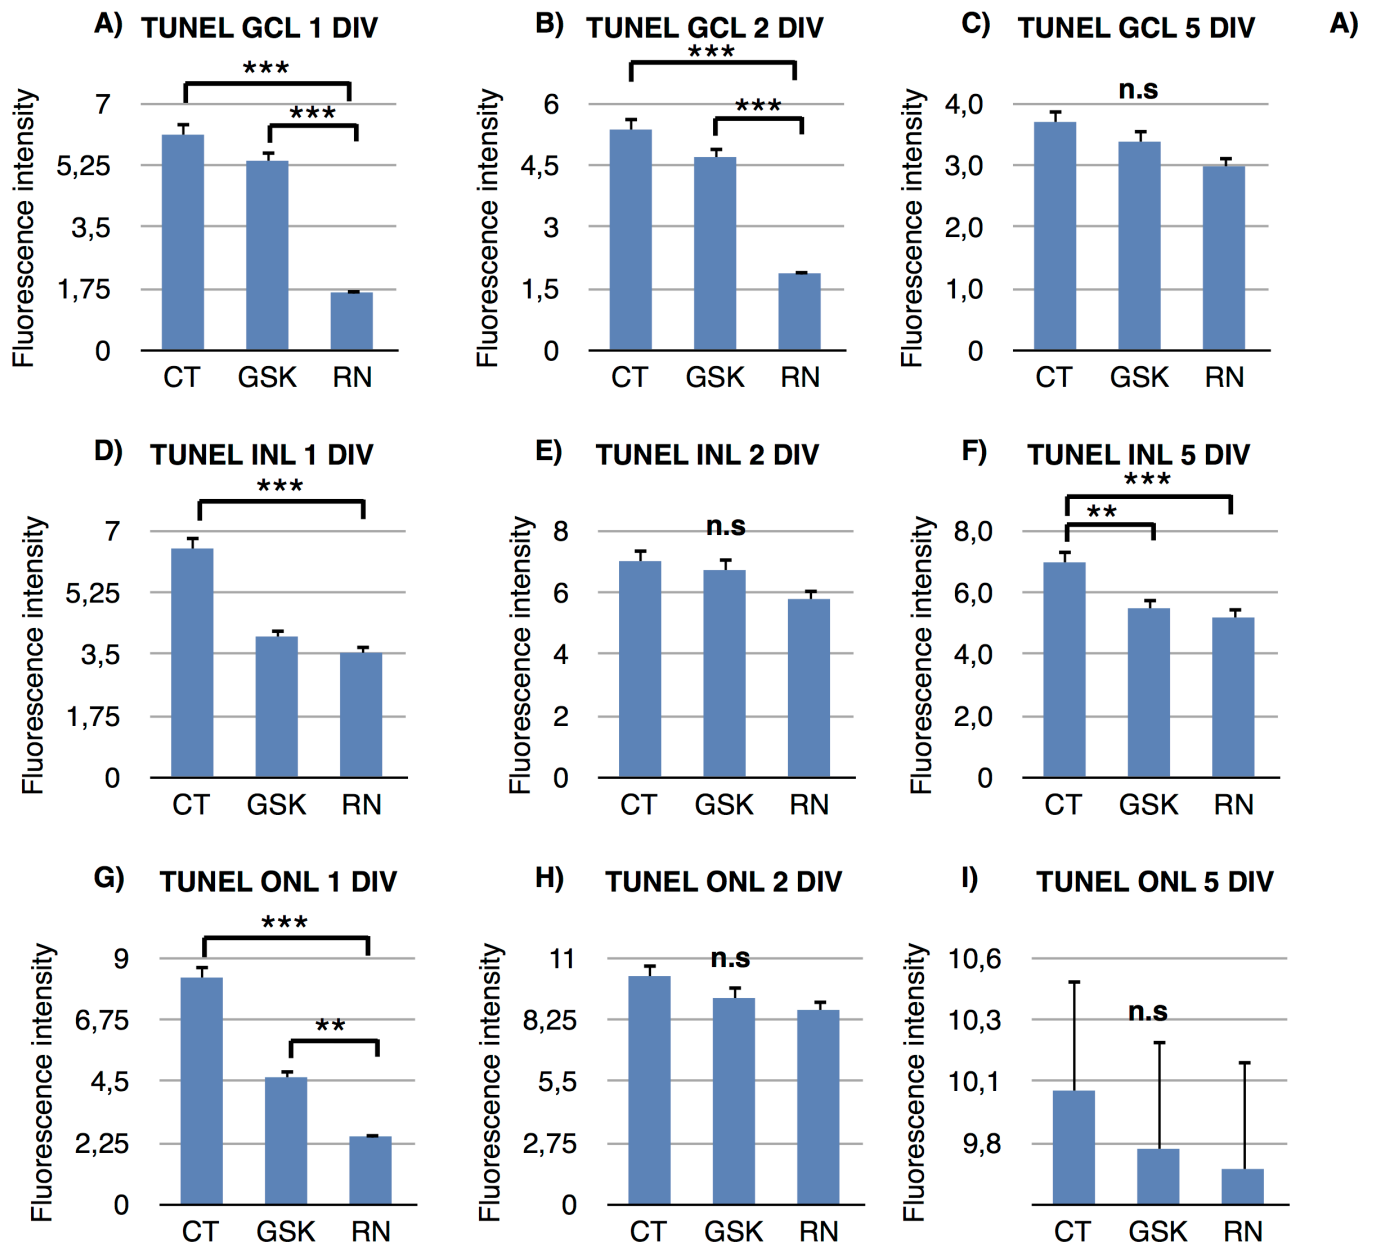 A) TUNEL GCL 1 DIV
***
***
Fluorescence intensity
7
5,25
3,5
1,75
0
CT GSK RN
B) TUNEL GCL 2 DIV
***
***
Fluorescence intensity
6
4,5
3
1,5
0
CT GSK RN
C) TUNEL GCL 5 DIV
n.s
Fluorescence intensity
4,0
3,0
2,0
1,0
0
CT GSK RN
A)
D) TUNEL INL 1 DIV
***
Fluorescence intensity
7
5,25
3,5
1,75
0
CT GSK RN
E) TUNEL INL 2 DIV
n.s
Fluorescence intensity
8
6
4
2
0
CT GSK RN
F) TUNEL INL 5 DIV
***
**
Fluorescence intensity
8,0
6,0
4,0
2,0
0
CT GSK RN
G) TUNEL ONL 1 DIV
***
**
Fluorescence intensity
9
6,75
4,5
2,25
0
CT GSK RN
H) TUNEL ONL 2 DIV
n.s
Fluorescence intensity
11
8,25
5,5
2,75
0
CT GSK RN
I) TUNEL ONL 5 DIV
n.s
Fluorescence intensity
10,6
10,3
10,1
9,8
CT GSK RN